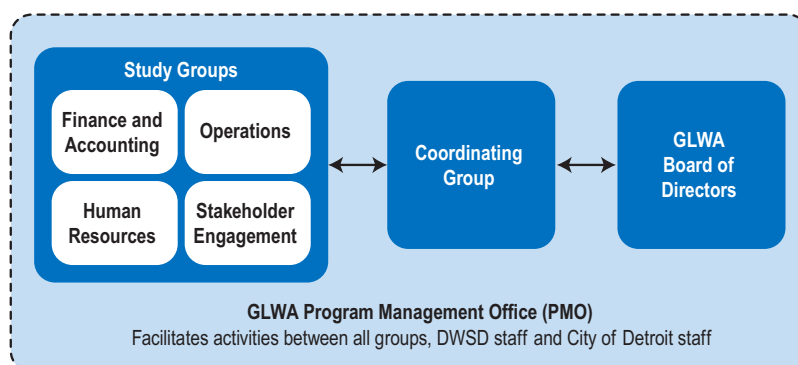 Study Groups
Finance and
Accounting
Operations
Human
Resources
Stakeholder
Engagement
Coordinating
Group
GLWA
Board of
Directors
GLWA Program Management Office (PMO)
Facilitates activities between all groups, DWSD staff and City of Detroit staff